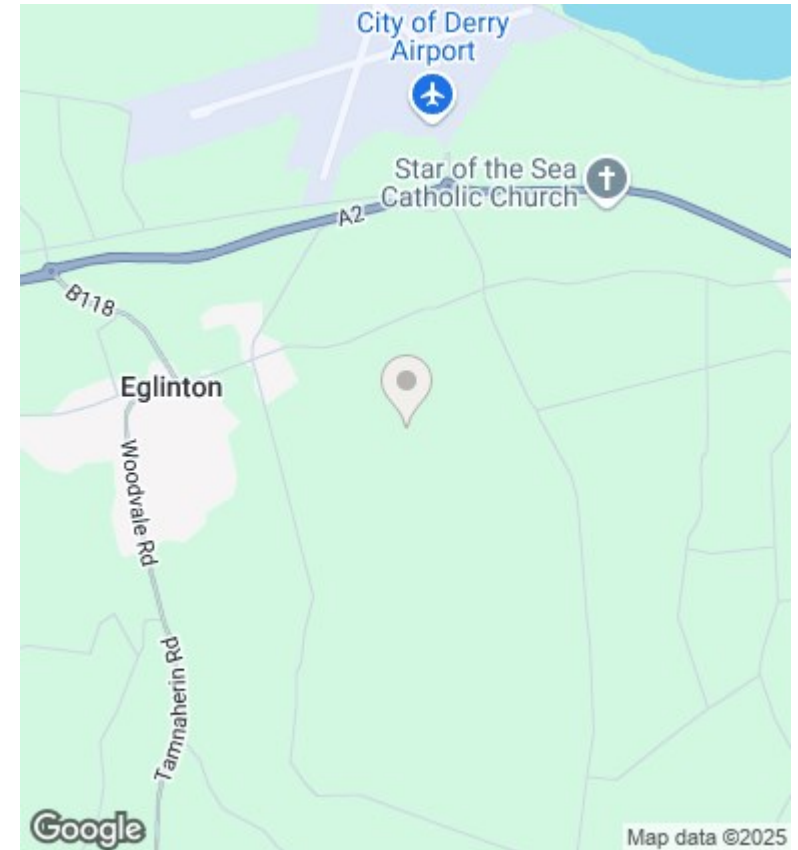 City of Derry
Airport
Star of the Sea
Catholic Church
A2
B118
Eglinton
Woodvale Rd
Tamnaherin Rd
Google
Map data ©2025